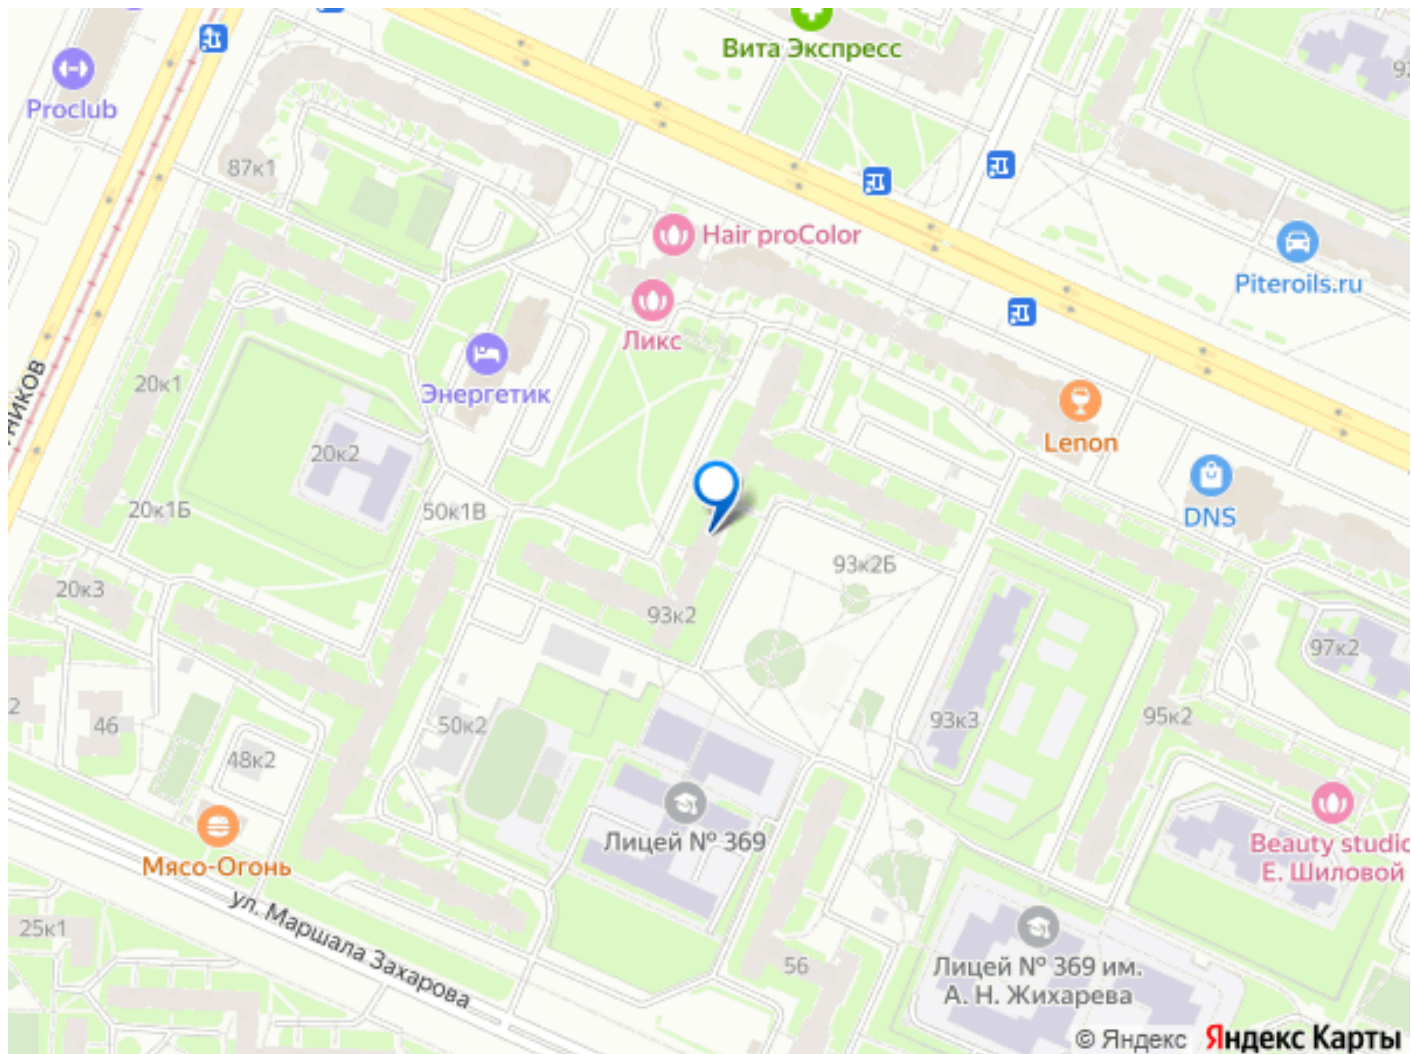 Вита Экспресс
Proclub
87к1
Hair proColor
Piteroils.ru
Ликс
20к1
Энергетик
Lenon
20к2
20к1Б
50к1В
DNS
93к2Б
20к3
93к2
97к2
46
50к2
93к3
95к2
48к2
Мясо-Огонь
Лицей № 369
Beauty studio
Е. Шиловой
ул. Маршала Захарова
25к1
56
Лицей № 369 им.
А. Н. Жихарева
© Яндекс Яндекс Карты